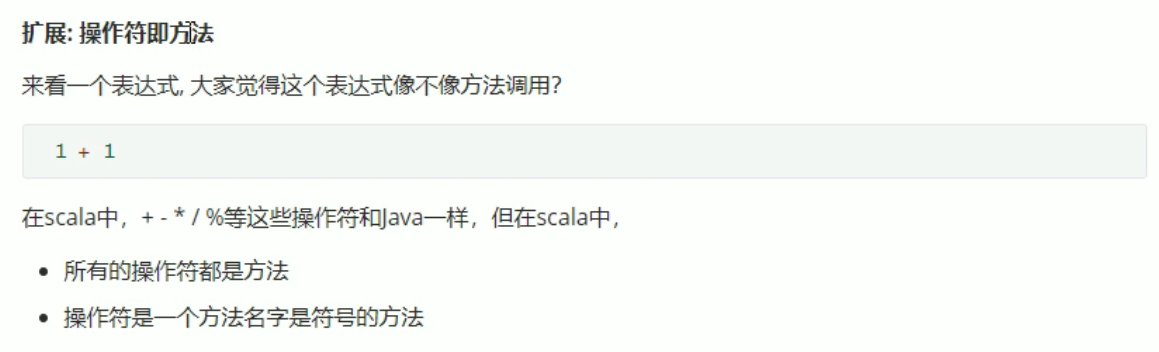 扩展: 操作符即方法
来看一个表达式, 大家觉得这个表达式像不像方法调用?
1 + 1
在scala中，+ - * / %等这些操作符和Java一样，但在scala中，
所有的操作符都是方法
操作符是一个方法名字是符号的方法